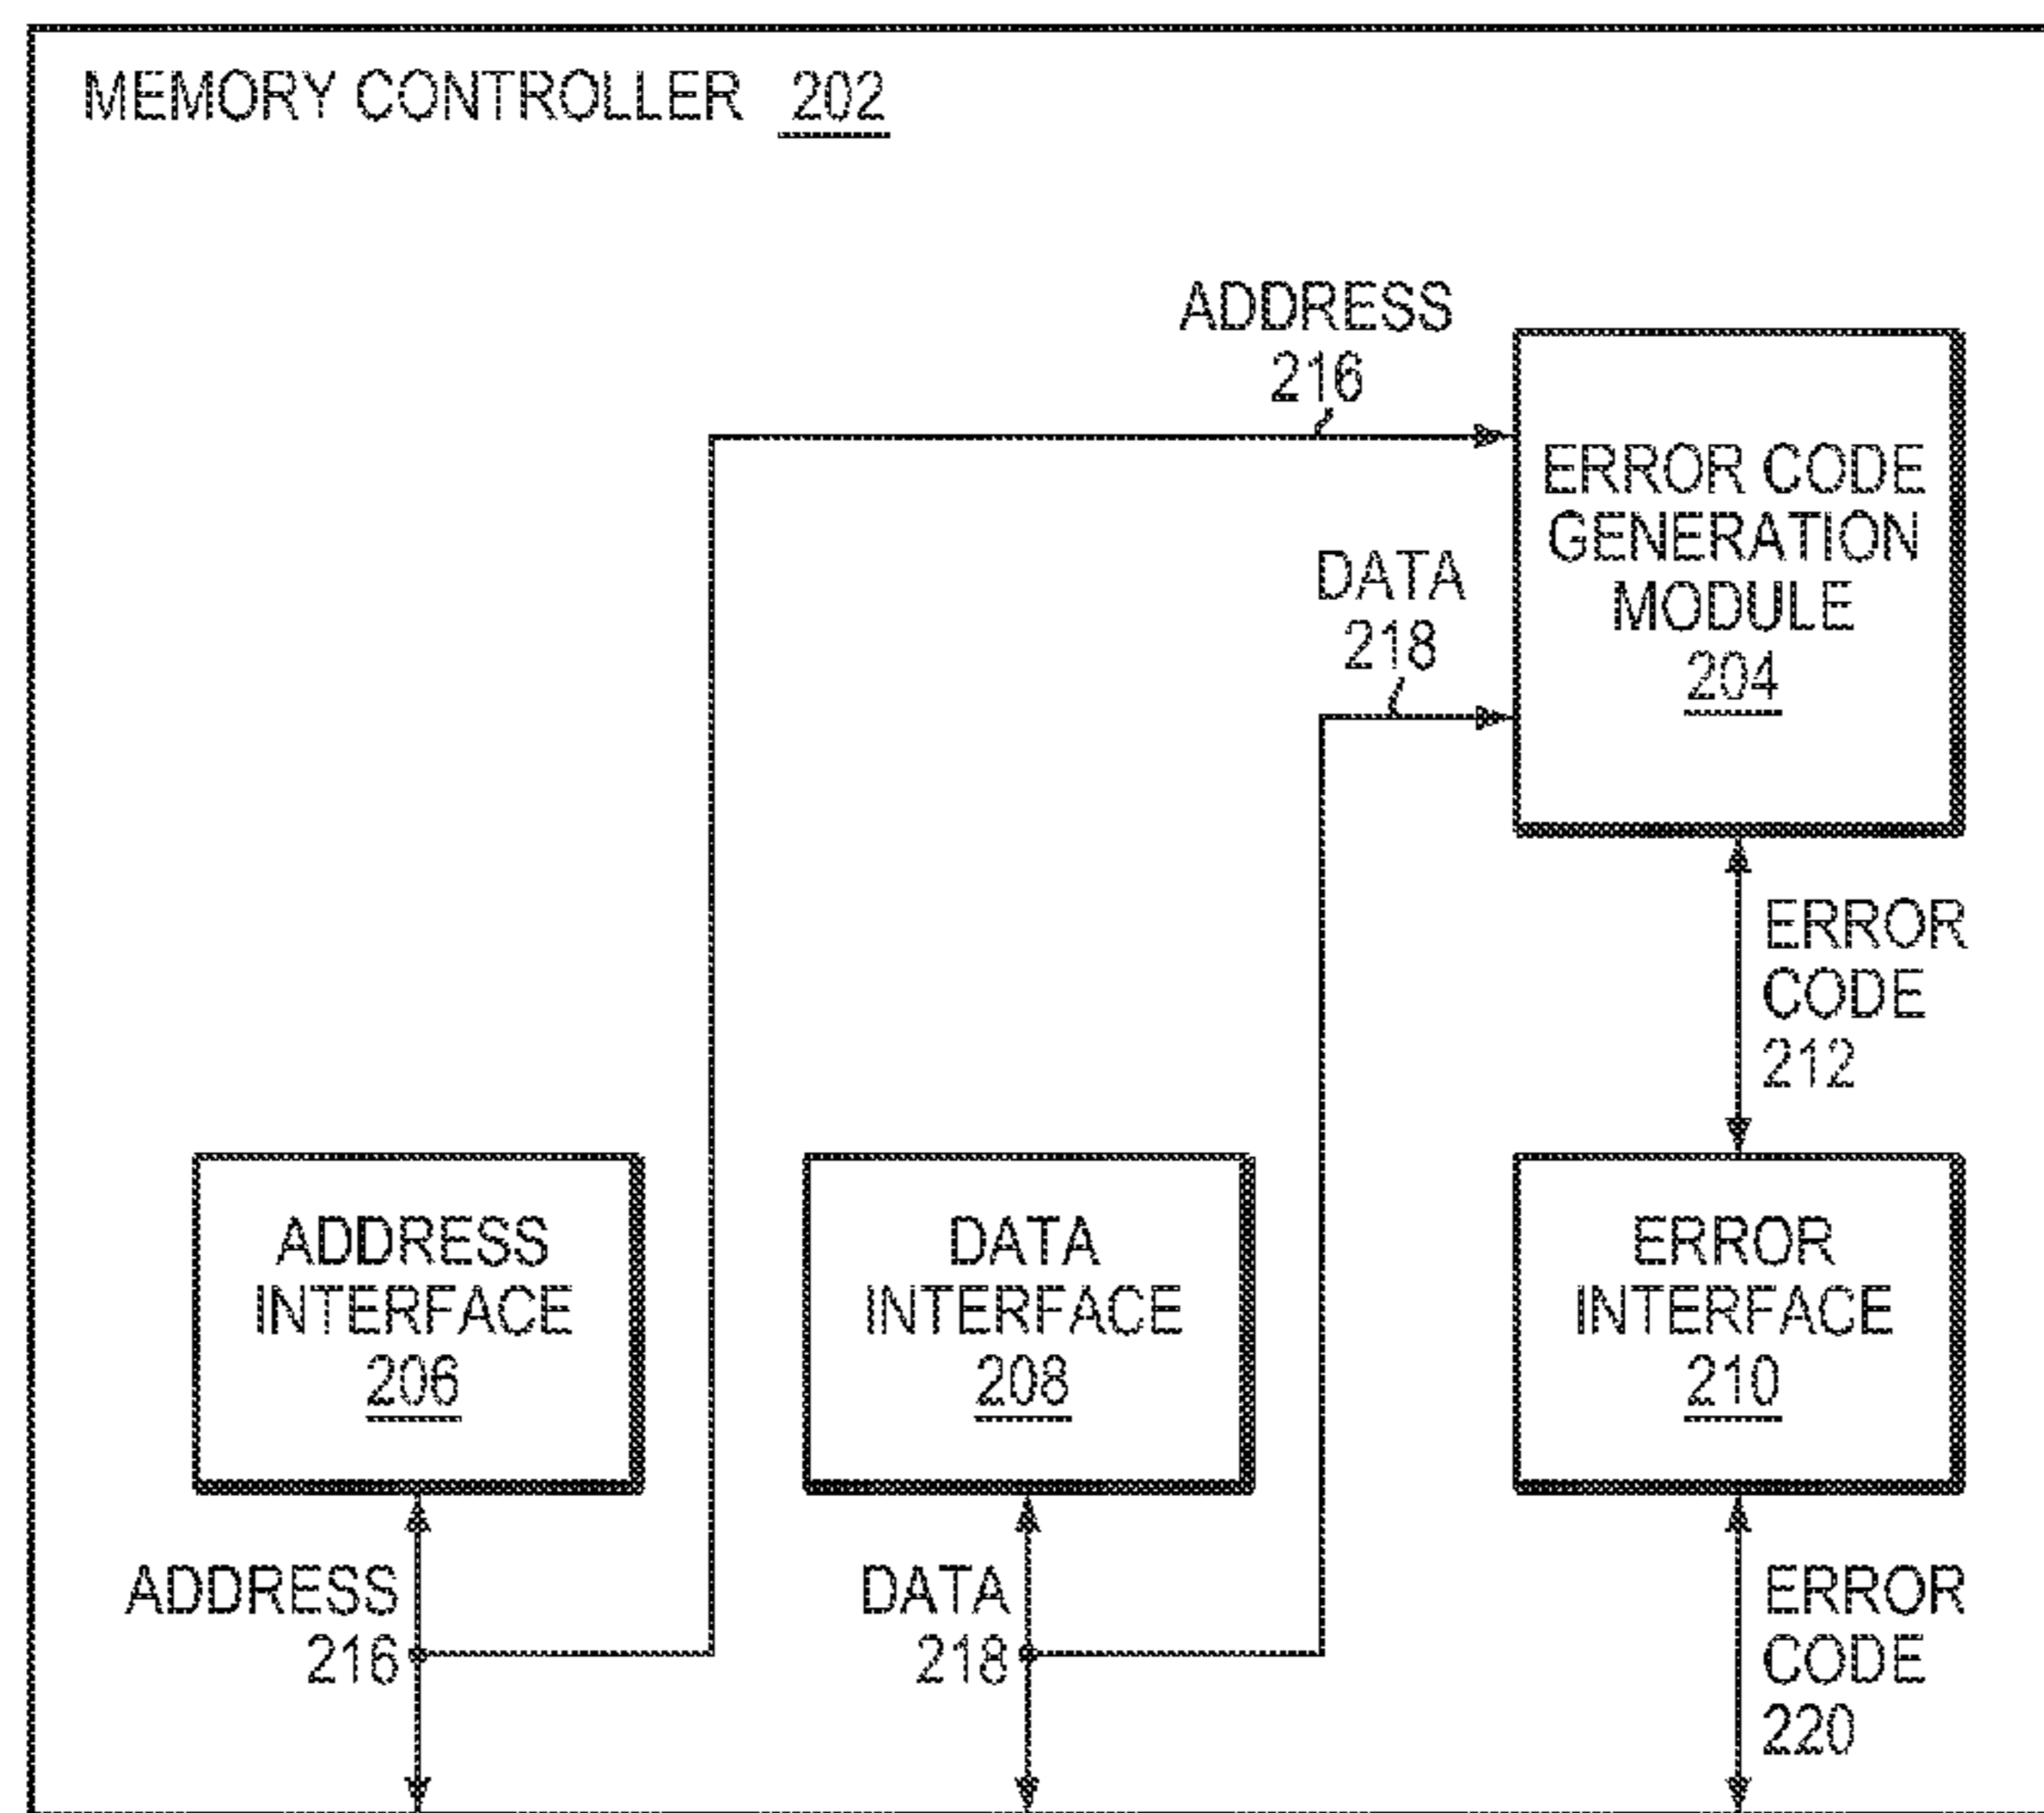 MEMORY CONTROLLER 202
ADDRESS
216
ERROR CODE
GENERATION
MODULE
204
DATA
218
ERROR
CODE
212
ADDRESS
INTERFACE
206
DATA
INTERFACE
208
ERROR
INTERFACE
210
ADDRESS
216
DATA
218
ERROR
CODE
220